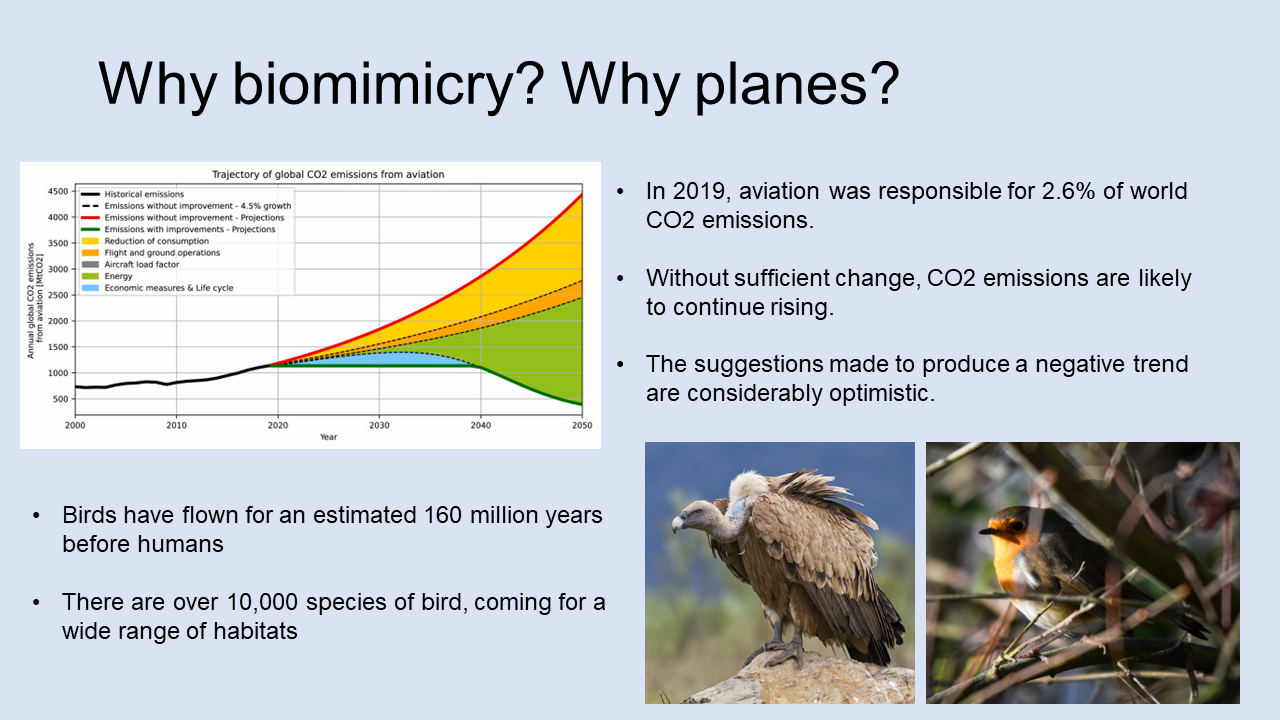 Why biomimicry? Why planes?
Trajectory of global CO2 emissions from aviation
4500
4000
3500
3000
2500
2000
1500
1000
500
Annual global CO2 emissions
from aviation [MtCO2]
Historical emissions
Emissions without improvement - 4.5% growth
Emissions without improvement - Projections
Emissions with improvements - Projections
Reduction of consumption
Flight and ground operations
Aircraft load factor
Energy
Economic measures & Life cycle
2000 2010 2020 2030 2040 2050
Year
• In 2019, aviation was responsible for 2.6% of world
CO2 emissions.
• Without sufficient change, CO2 emissions are likely
to continue rising.
• The suggestions made to produce a negative trend
are considerably optimistic.
• Birds have flown for an estimated 160 million years
before humans
• There are over 10,000 species of bird, coming for a
wide range of habitats